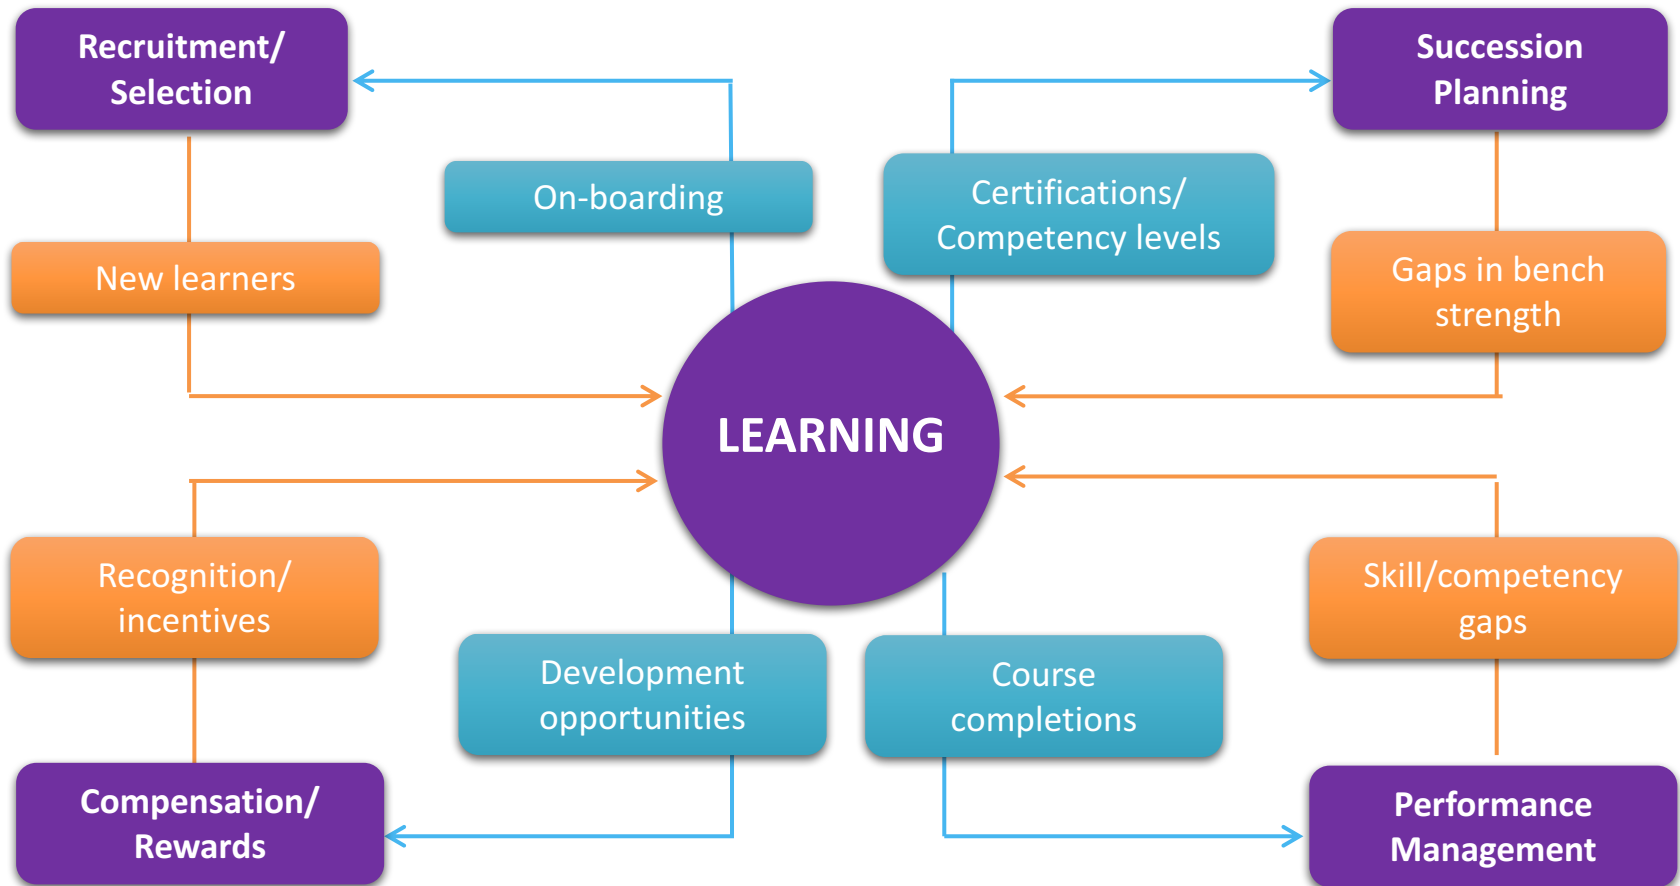 Recruitment/
Selection
Succession
Planning
On-boarding
Certifications/
Competency levels
New learners
Gaps in bench
strength
LEARNING
Recognition/
incentives
Skill/competency
gaps
Development
opportunities
Course
completions
Compensation/
Rewards
Performance
Management